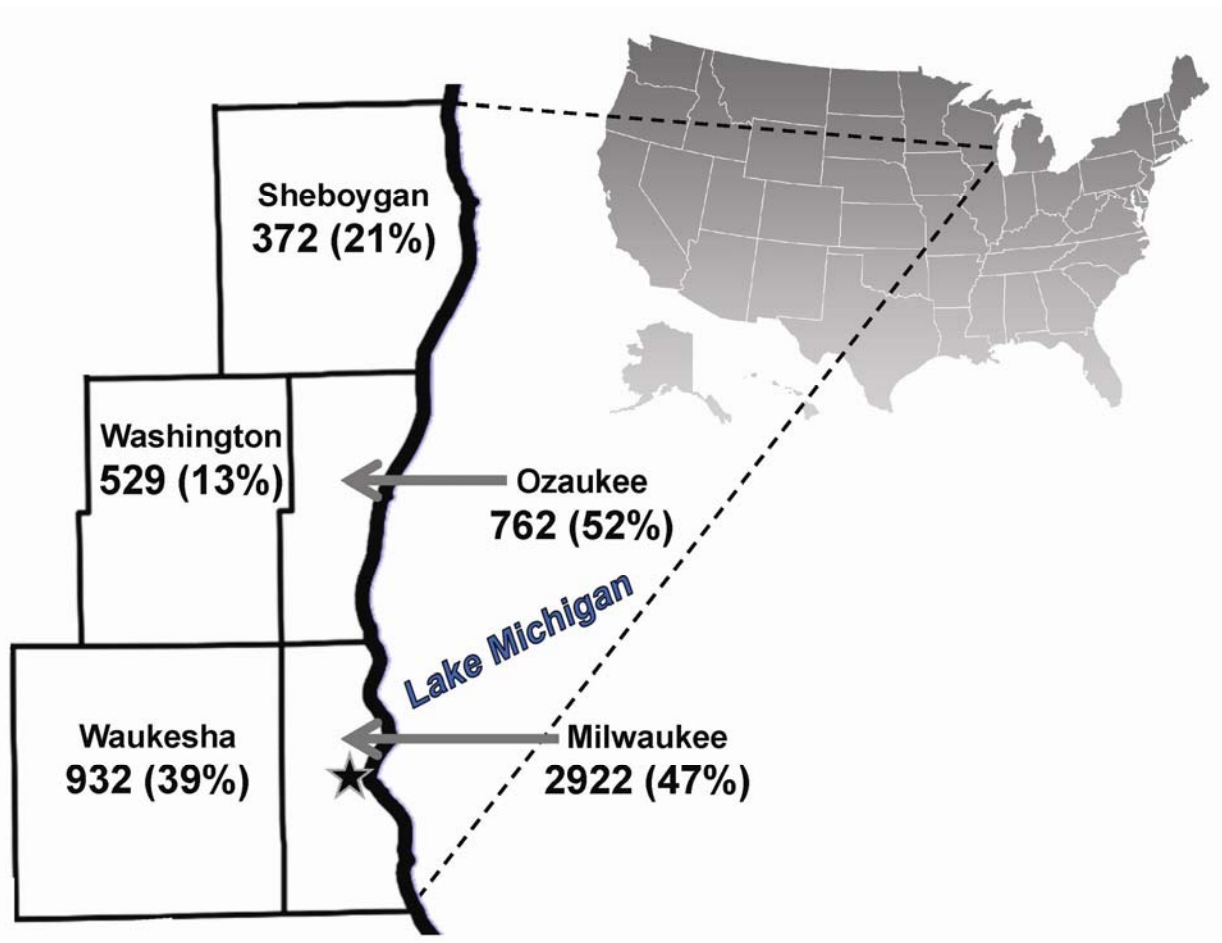 Sheboygan
372 (21%)
Washington
529 (13%)
Ozaukee
762 (52%)
Lake Michigan
Waukesha
932 (39%)
Milwaukee
2922 (47%)